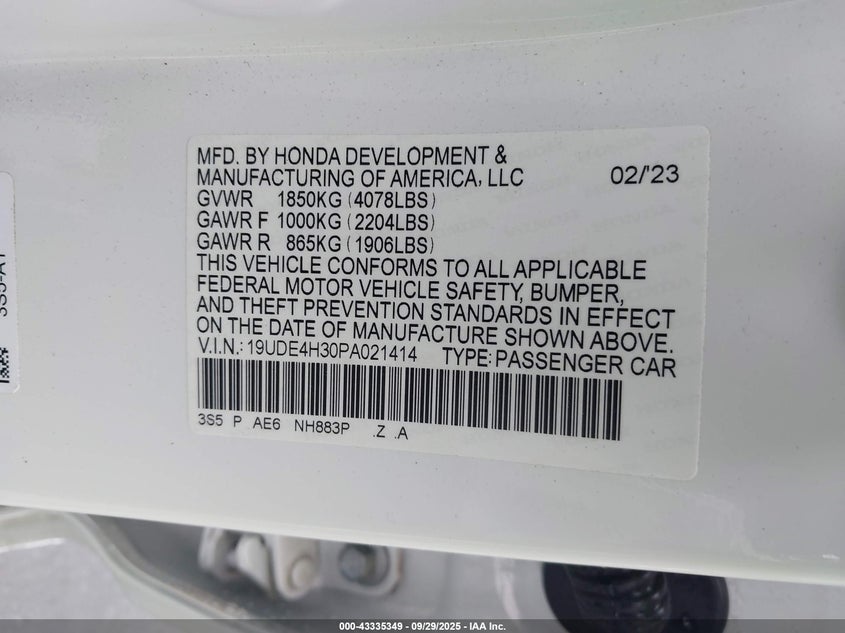 MFD. BY HONDA DEVELOPMENT &
MANUFACTURING OF AMERICA, LLC 02/'23
GVWR 1850KG (4078LBS)
GAWR F 1000KG (2204LBS)
GAWR R 865KG (1906LBS)
THIS VEHICLE CONFORMS TO ALL APPLICABLE
FEDERAL MOTOR VEHICLE SAFETY, BUMPER,
AND THEFT PREVENTION STANDARDS IN EFFECT
ON THE DATE OF MANUFACTURE SHOWN ABOVE.
V.I.N.: 19UDE4H30PA021414 TYPE: PASSENGER CAR
3S5 P AE6 NH883P .Z .A
3S5-A1
000-43335349 • 09/29/2025 • IAA Inc.